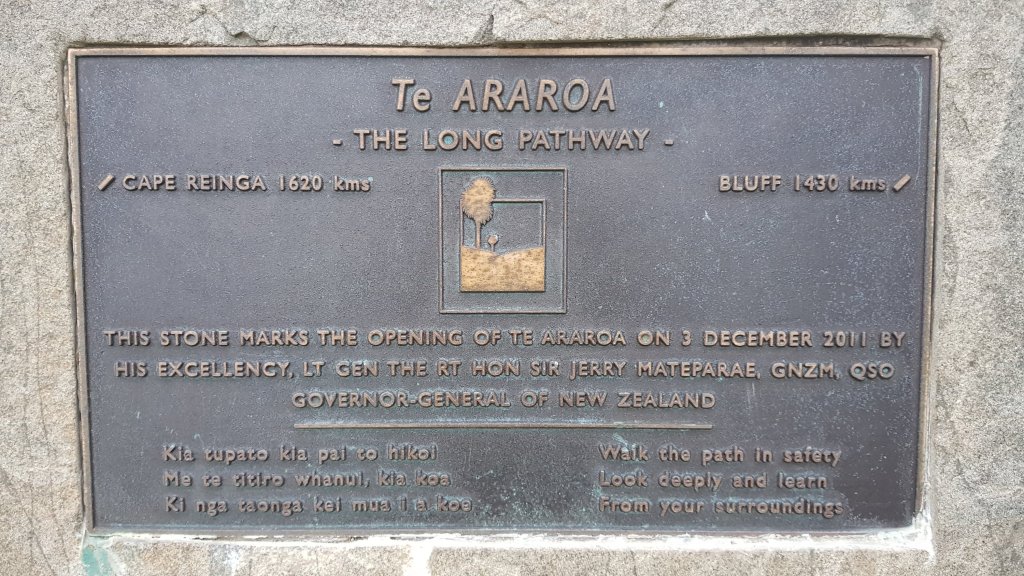 Te ARAROA
- THE LONG PATHWAY -
CAPE REINGA 1620 kms
BLUFF 1430 kms
THIS STONE MARKS THE OPENING OF TE ARAROA ON 3 DECEMBER 2011 BY
HIS EXCELLENCY, LT GEN THE RT HON SIR JERRY MATEPARAE, GNZM, QSO
GOVERNOR-GENERAL OF NEW ZEALAND
Kia tupato kia pai to hikoi
Me te titiro whanui, kia koa
Ki nga taonga kei mua i a koe
Walk the path in safety
Look deeply and learn
From your surroundings